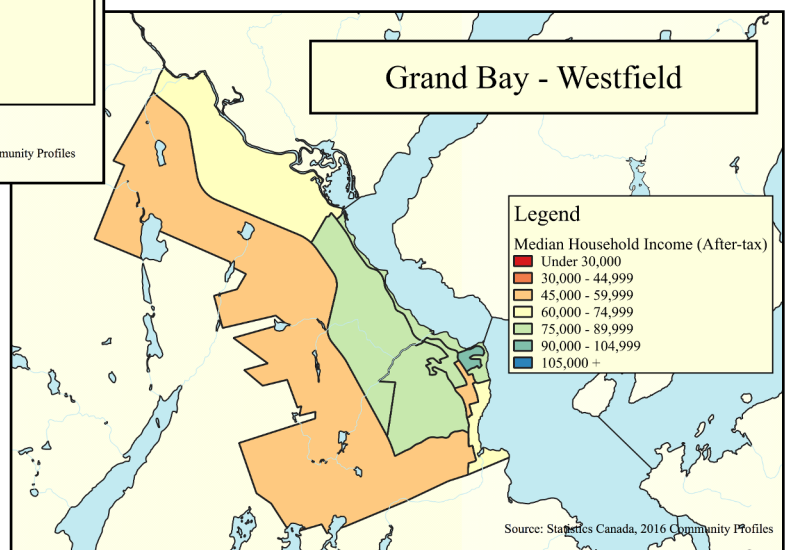 munity Profiles
Grand Bay - Westfield
Legend
Median Household Income (After-tax)
Under 30,000
30,000 - 44,999
45,000 - 59,999
60,000 - 74,999
75,000 - 89,999
90,000 - 104,999
105,000 +
Source: Statistics Canada, 2016 Community Profiles